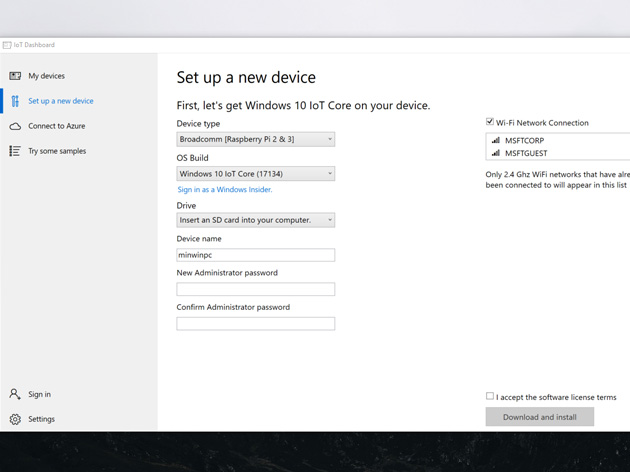 IoT Dashboard
My devices
Set up a new device
Connect to Azure
Try some samples
Sign in
Settings
Set up a new device
First, let's get Windows 10 IoT Core on your device.
Device type
Broadcomm [Raspberry Pi 2 & 3]
OS Build
Windows 10 IoT Core (17134)
Sign in as a Windows Insider.
Drive
Insert an SD card into your computer.
Device name
minwinpc
New Administrator password
Confirm Administrator password
Wi-Fi Network Connection
MSFTCORP
MSFTGUEST
Only 2.4 Ghz WiFi networks that have alre
been connected to will appear in this list
I accept the software license terms
Download and install